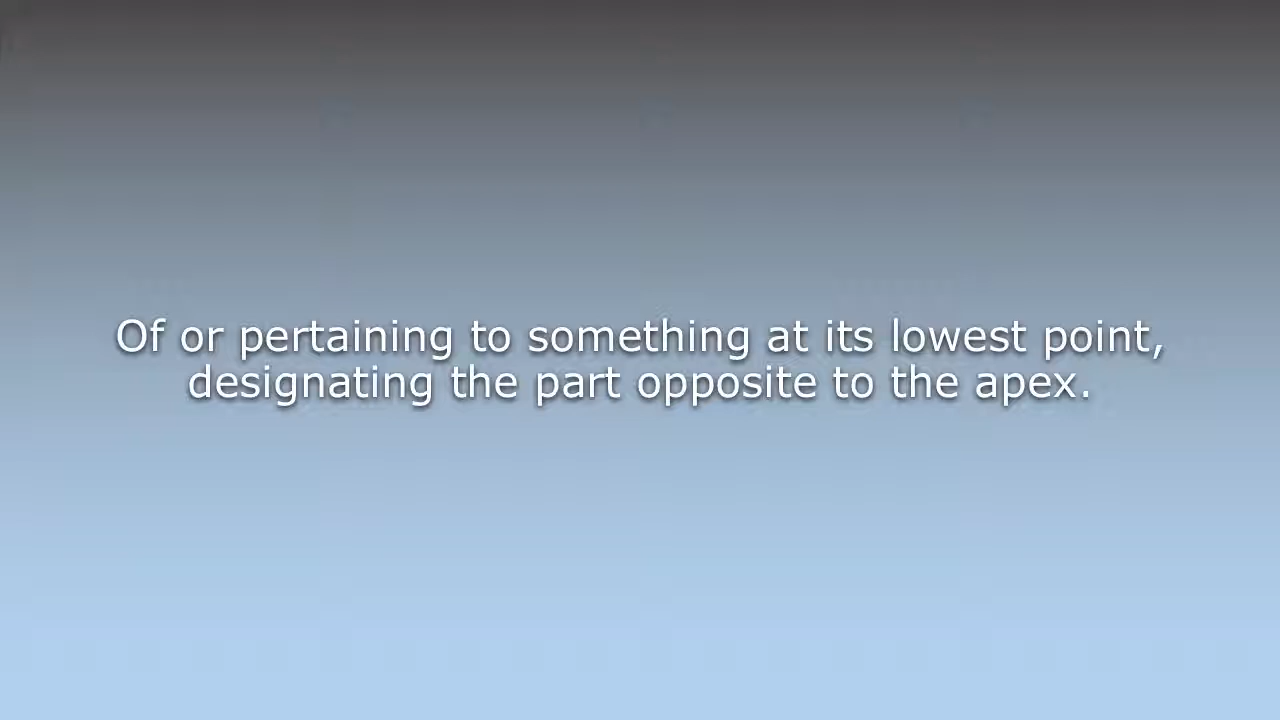 Of or pertaining to something at its lowest point,
designating the part opposite to the apex.